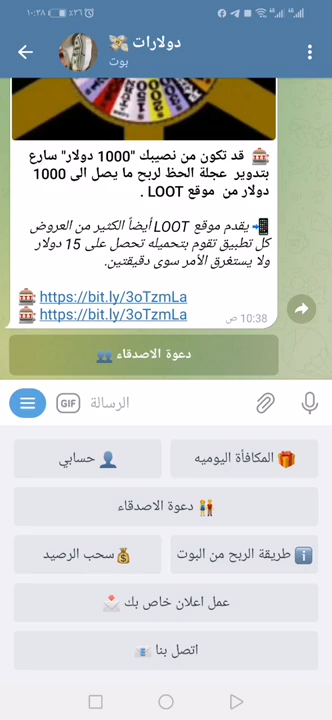 ١٠:٣٨
٣٦٪
دولارات 💸
بوت
🎰 قد تكون من نصيبك "1000 دولار" سارع
بتدوير عجلة الحظ لربح ما يصل الى 1000
دولار من موقع LOOT .
📲 يقدم موقع LOOT أيضاً الكثير من العروض
كل تطبيق تقوم بتحميله تحصل على 15 دولار
ولا يستغرق الأمر سوى دقيقتين.
🎰 https://bit.ly/3oTzmLa
🎰 https://bit.ly/3oTzmLa
10:38 ص
دعوة الاصدقاء 👥
الرسالة
GIF
🎁 المكافأة اليوميه
👤 حسابي
👫 دعوة الاصدقاء
ℹ️ طريقة الربح من البوت
💰 سحب الرصيد
عمل اعلان خاص بك 📩
اتصل بنا 📧